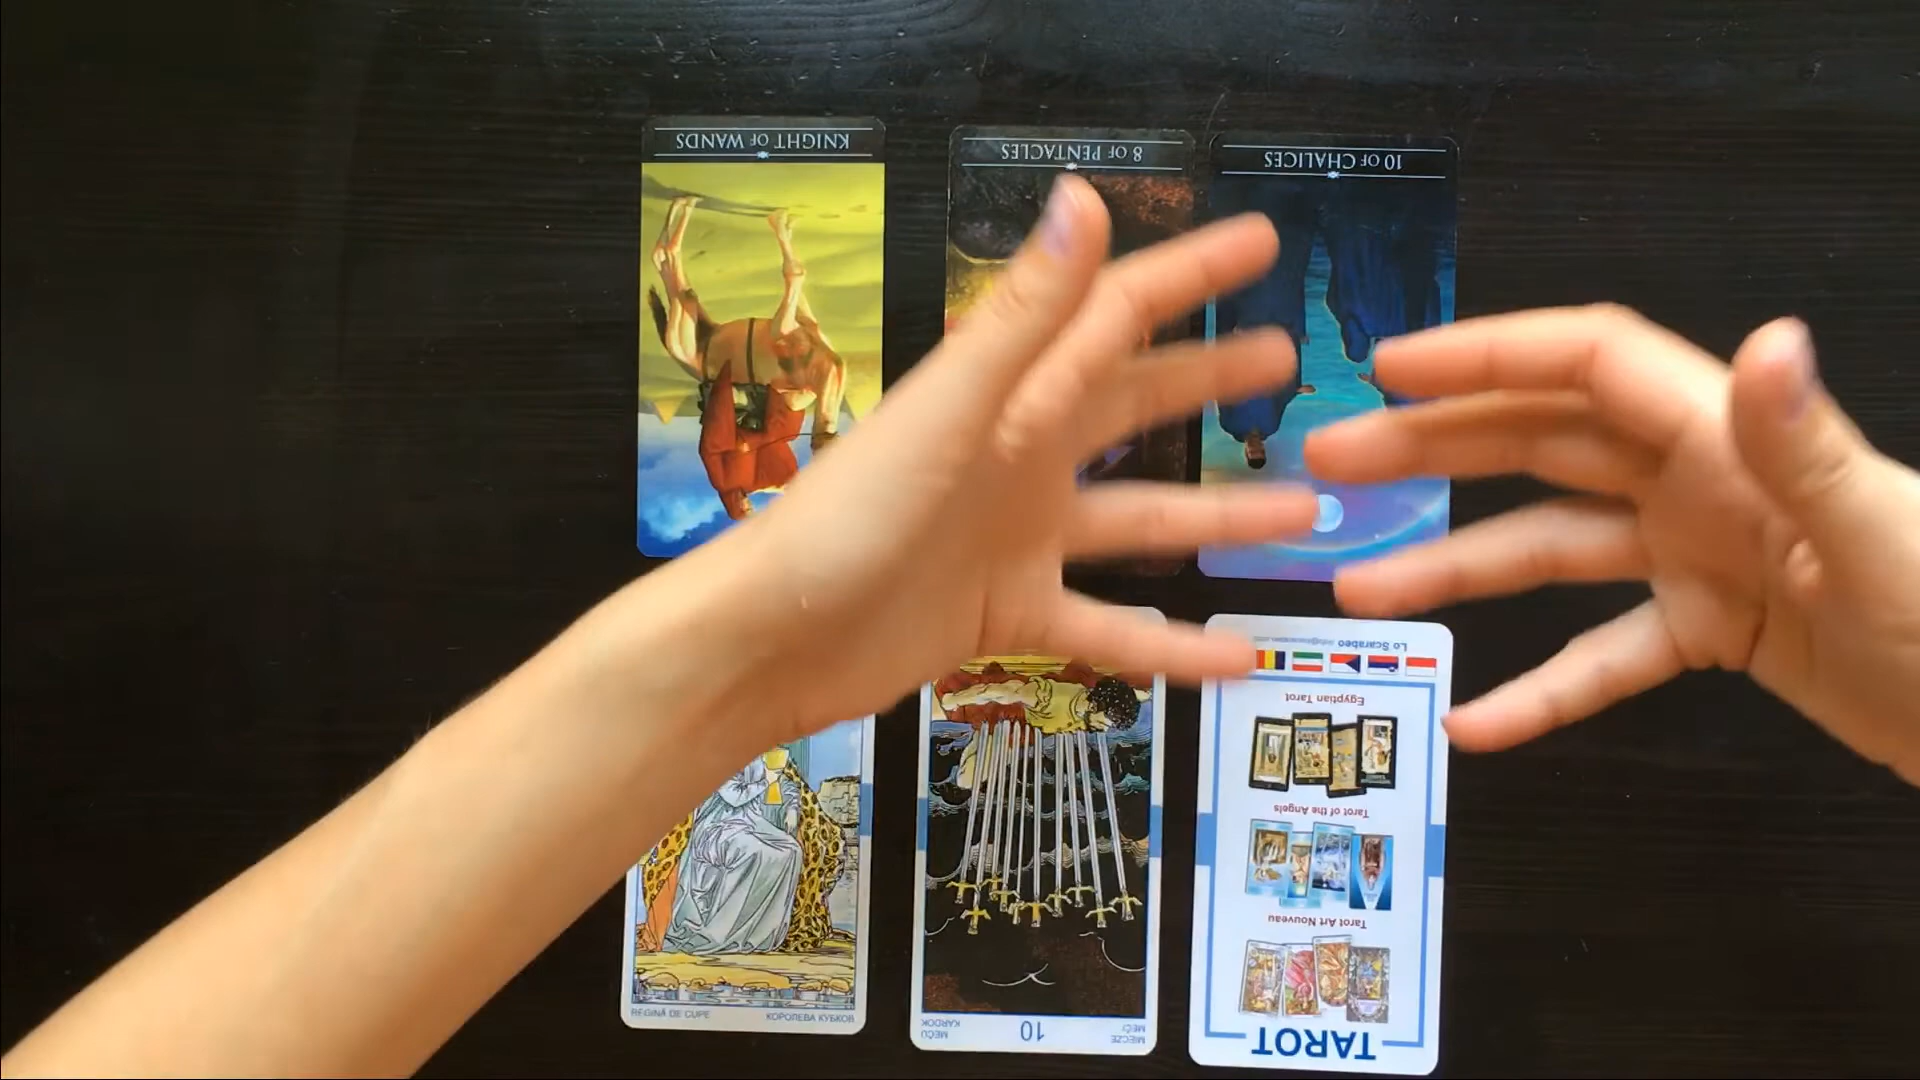 KNIGHT OF WANDS
8 OF PENTACLES
10 OF CHALICES
Lo Scarabeo
Egyptian Tarot
Tarot of the Angels
Tarot Art Nouveau
TAROT
REGINĂ DE CUPE КОРОЛЕВА КУБКОВ
MIECZE
MEČI
10
MEČU
KARDOK